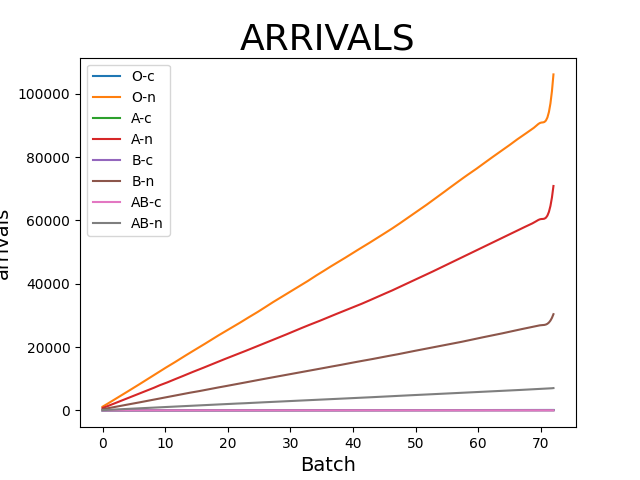 ARRIVALS
arrivals
100000
80000
60000
40000
20000
0
O-c
O-n
A-c
A-n
B-c
B-n
AB-c
AB-n
0 10 20 30 40 50 60 70
Batch